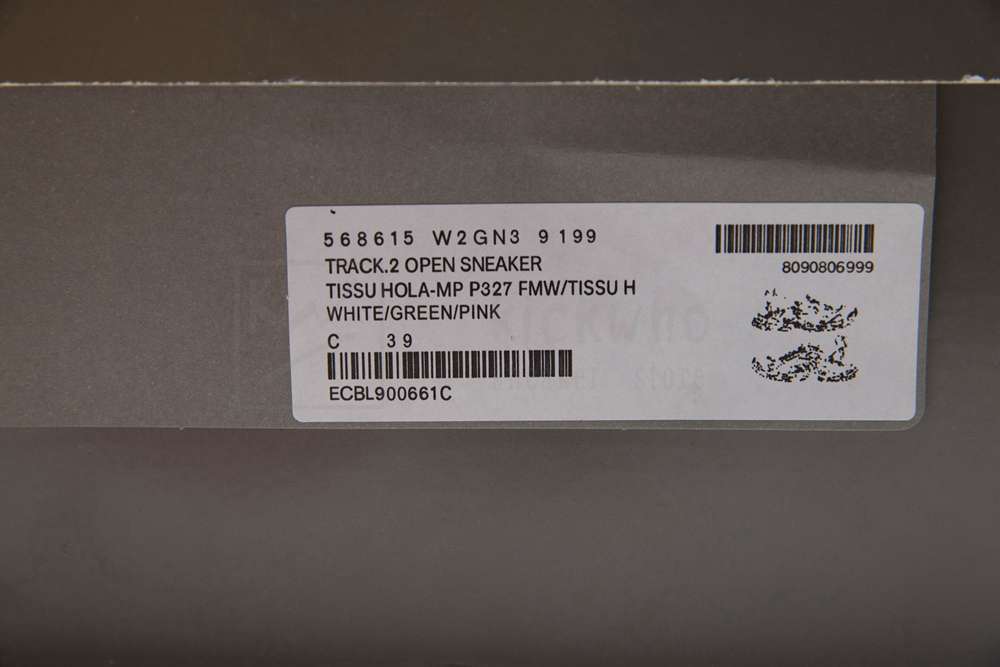 568615 W2GN3 9199
8090806999
TRACK.2 OPEN SNEAKER
TISSU HOLA-MP P327 FMW/TISSU H
WHITE/GREEN/PINK
C 39
ECBL900661C
kickwho